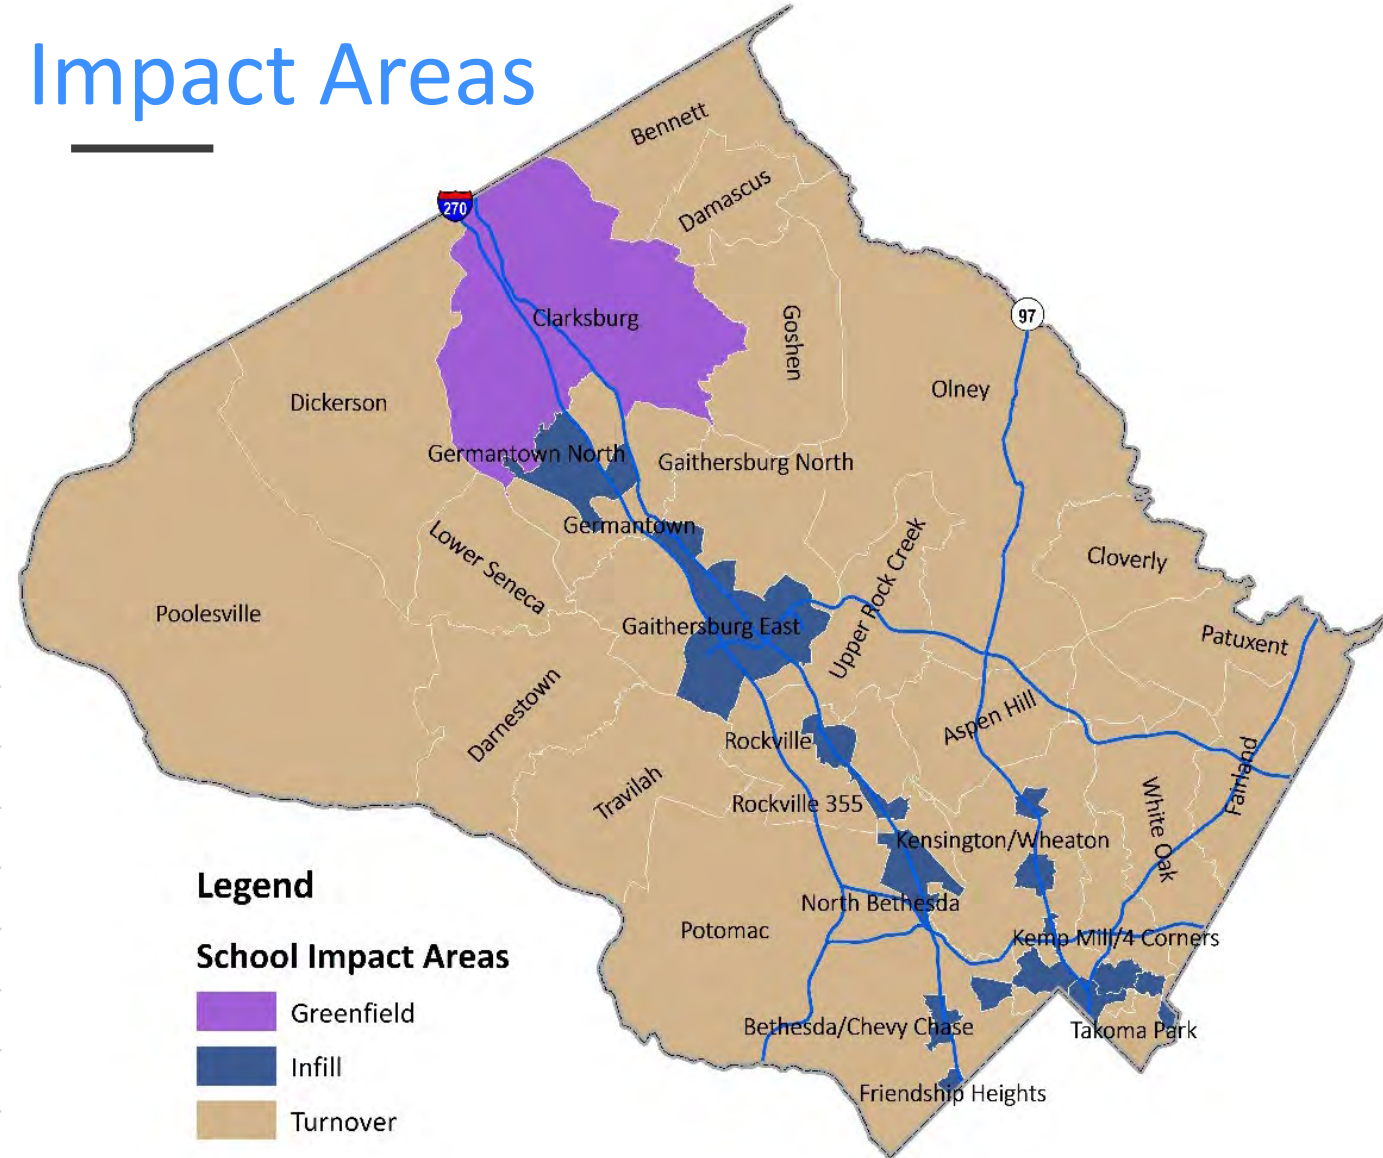 Impact Areas
Bennett
Damascus
270
Clarksburg
Goshen
97
Dickerson
Olney
Germantown North
Gaithersburg North
Germantown
Lower Seneca
Upper Rock Creek
Cloverly
Poolesville
Gaithersburg East
Patuxent
Darnestown
Aspen Hill
Rockville
Travilah
Fairland
Rockville 355
White Oak
Kensington/Wheaton
North Bethesda
Potomac
Kemp Mill/4 Corners
Bethesda/Chevy Chase
Takoma Park
Friendship Heights
Legend
School Impact Areas
Greenfield
Infill
Turnover